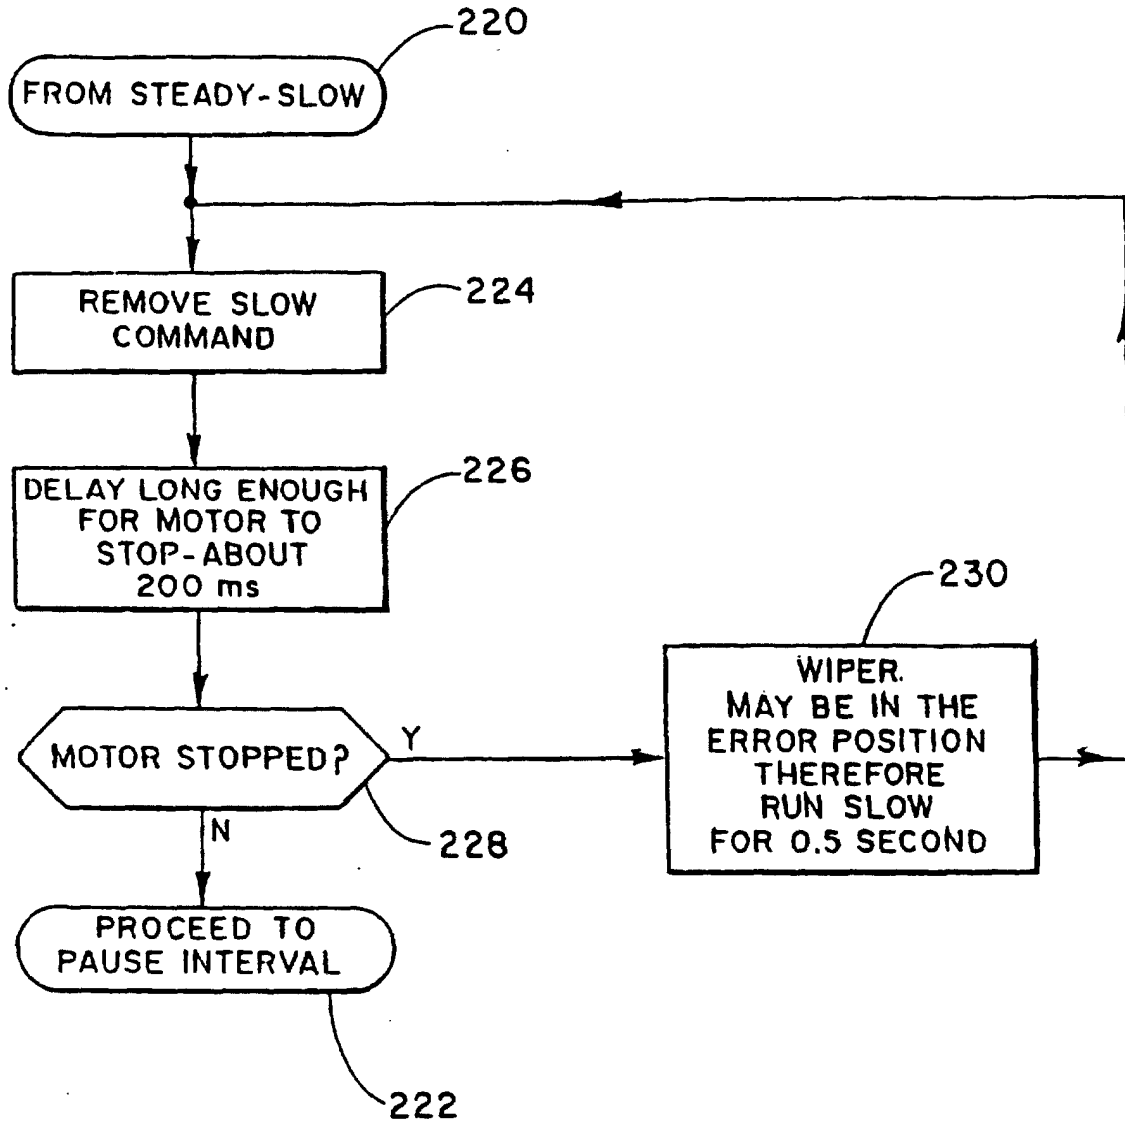 220
FROM STEADY-SLOW
224
REMOVE SLOW
COMMAND
226
DELAY LONG ENOUGH
FOR MOTOR TO
STOP-ABOUT
200 ms
230
WIPER.
MAY BE IN THE
ERROR POSITION
THEREFORE
RUN SLOW
FOR 0.5 SECOND
MOTOR STOPPED?
Y
N
228
PROCEED TO
PAUSE INTERVAL
222